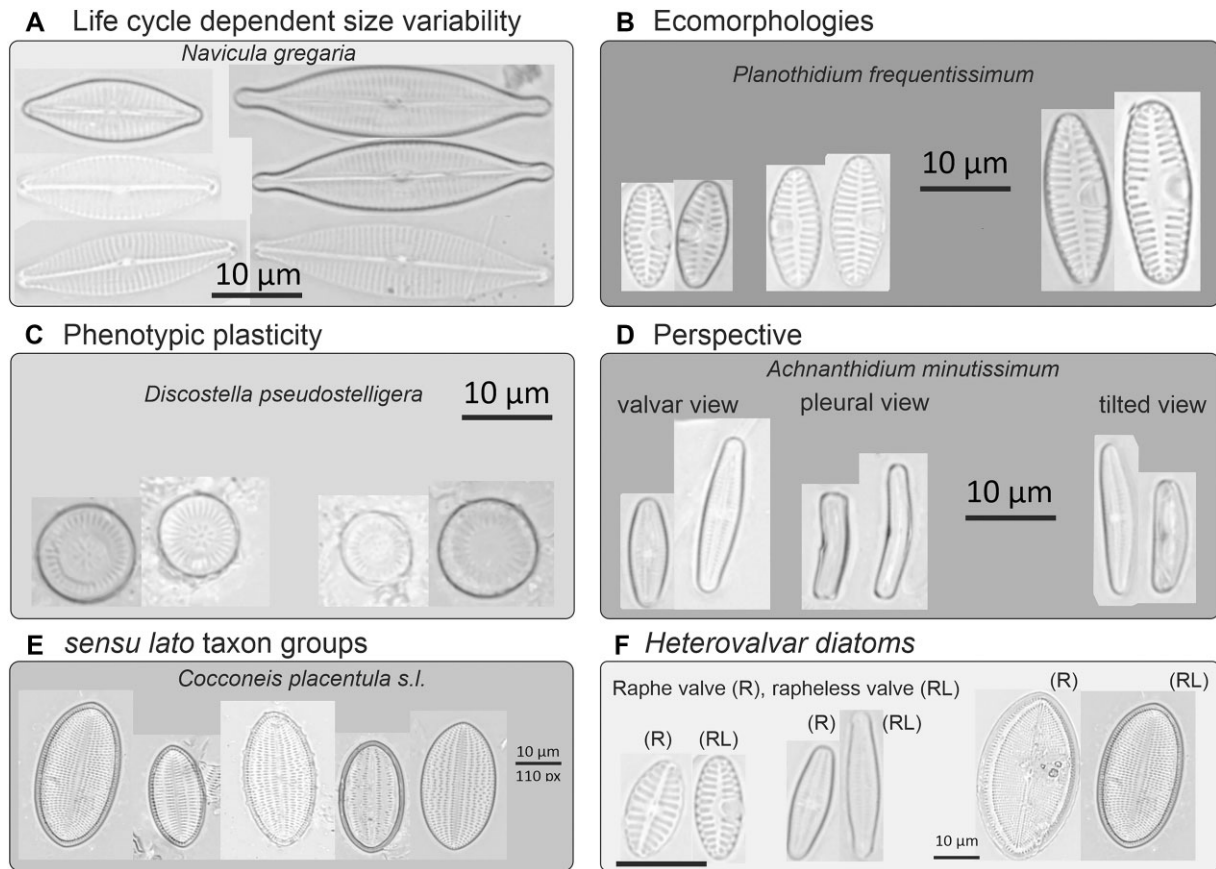 A Life cycle dependent size variability
Navicula gregaria
10 µm
B Ecomorphologies
Planothidium frequentissimum
10 µm
C Phenotypic plasticity
Discostella pseudostelligera
10 µm
D Perspective
Achnanthidium minutissimum
valvar view
pleural view
tilted view
10 µm
E sensu lato taxon groups
Cocconeis placentula s.l.
10 µm
110 px
F Heterovalvar diatoms
Raphe valve (R), rapheless valve (RL)
(R)
(RL)
(R)
(RL)
(R)
(RL)
10 µm